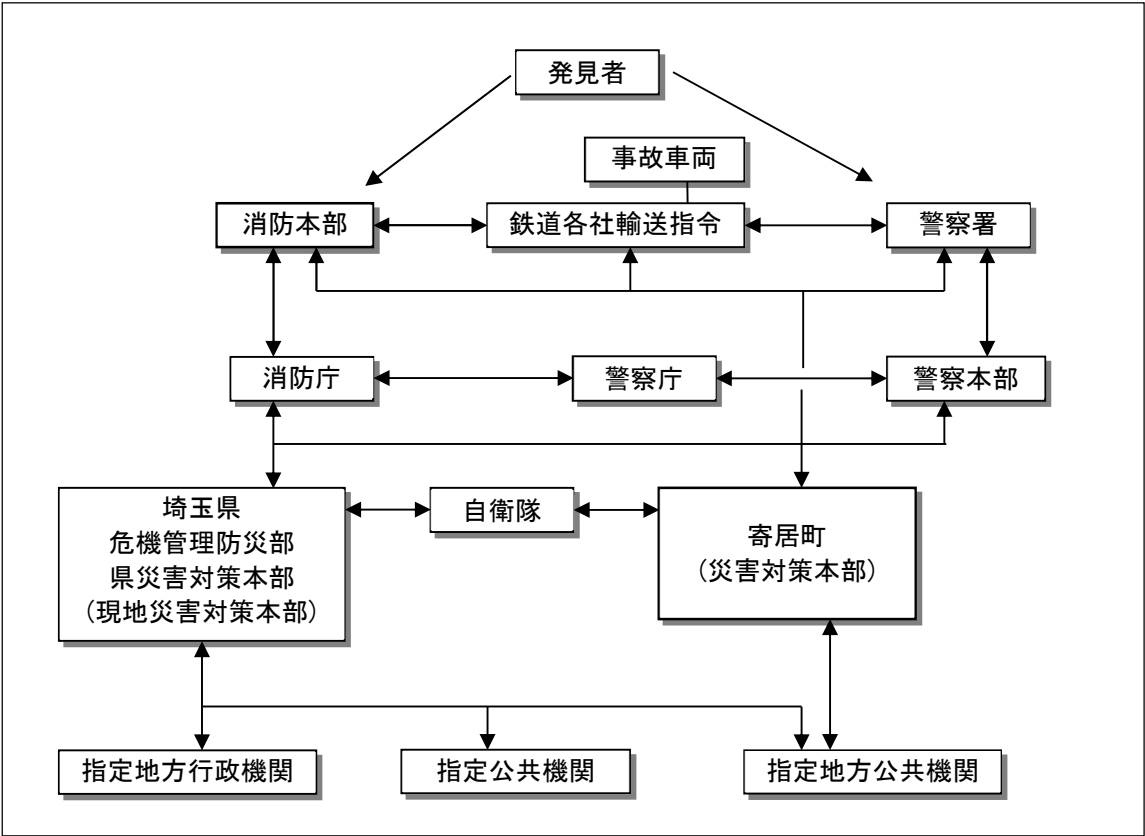 発見者
事故車両
消防本部
鉄道各社輸送指令
警察署
消防庁
警察庁
警察本部
埼玉県
危機管理防災部
県災害対策本部
(現地災害対策本部)
自衛隊
寄居町
(災害対策本部)
指定地方行政機関
指定公共機関
指定地方公共機関